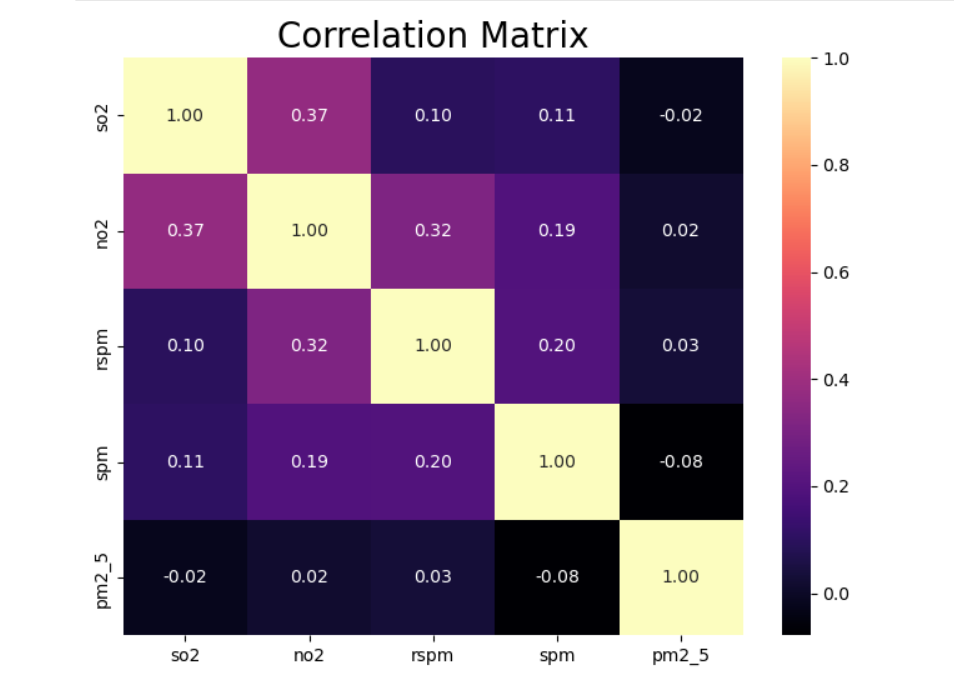 Correlation Matrix
so2 1.00 0.37 0.10 0.11 -0.02
no2 0.37 1.00 0.32 0.19 0.02
rspm 0.10 0.32 1.00 0.20 0.03
spm 0.11 0.19 0.20 1.00 -0.08
pm2_5 -0.02 0.02 0.03 -0.08 1.00
so2 no2 rspm spm pm2_5
1.0
0.8
0.6
0.4
0.2
0.0